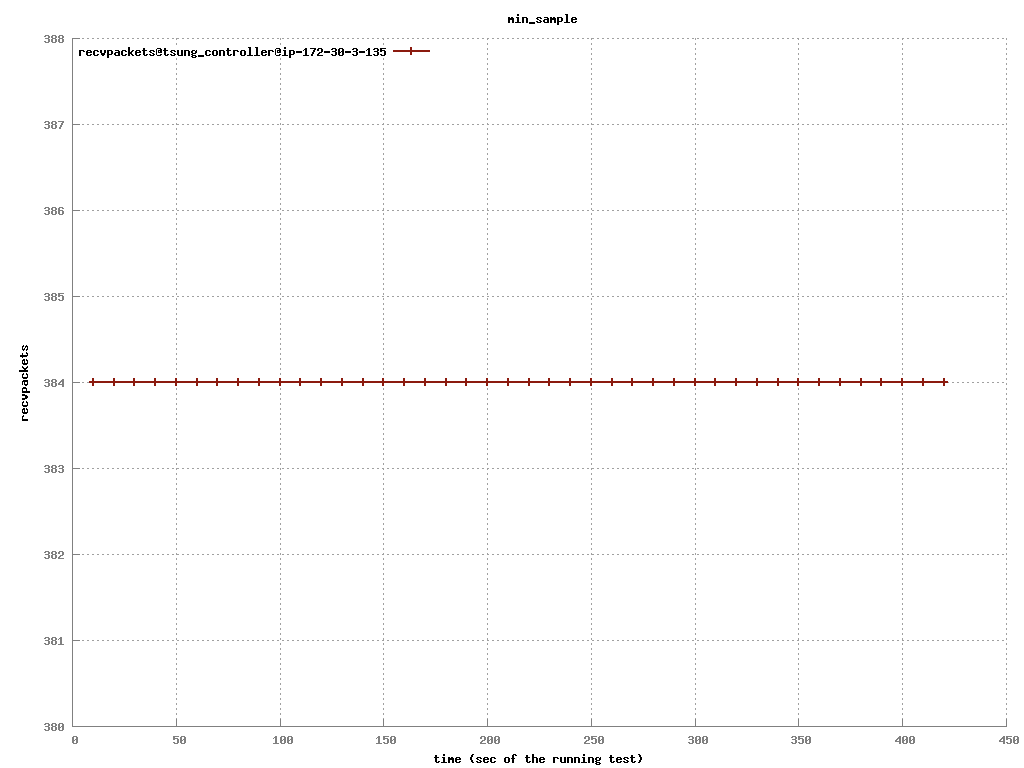 min_sample
388
recvpackets@tsung_controller@ip-172-30-3-135
387
386
385
384
383
382
381
380
recvpackets
0 50 100 150 200 250 300 350 400 450
time (sec of the running test)